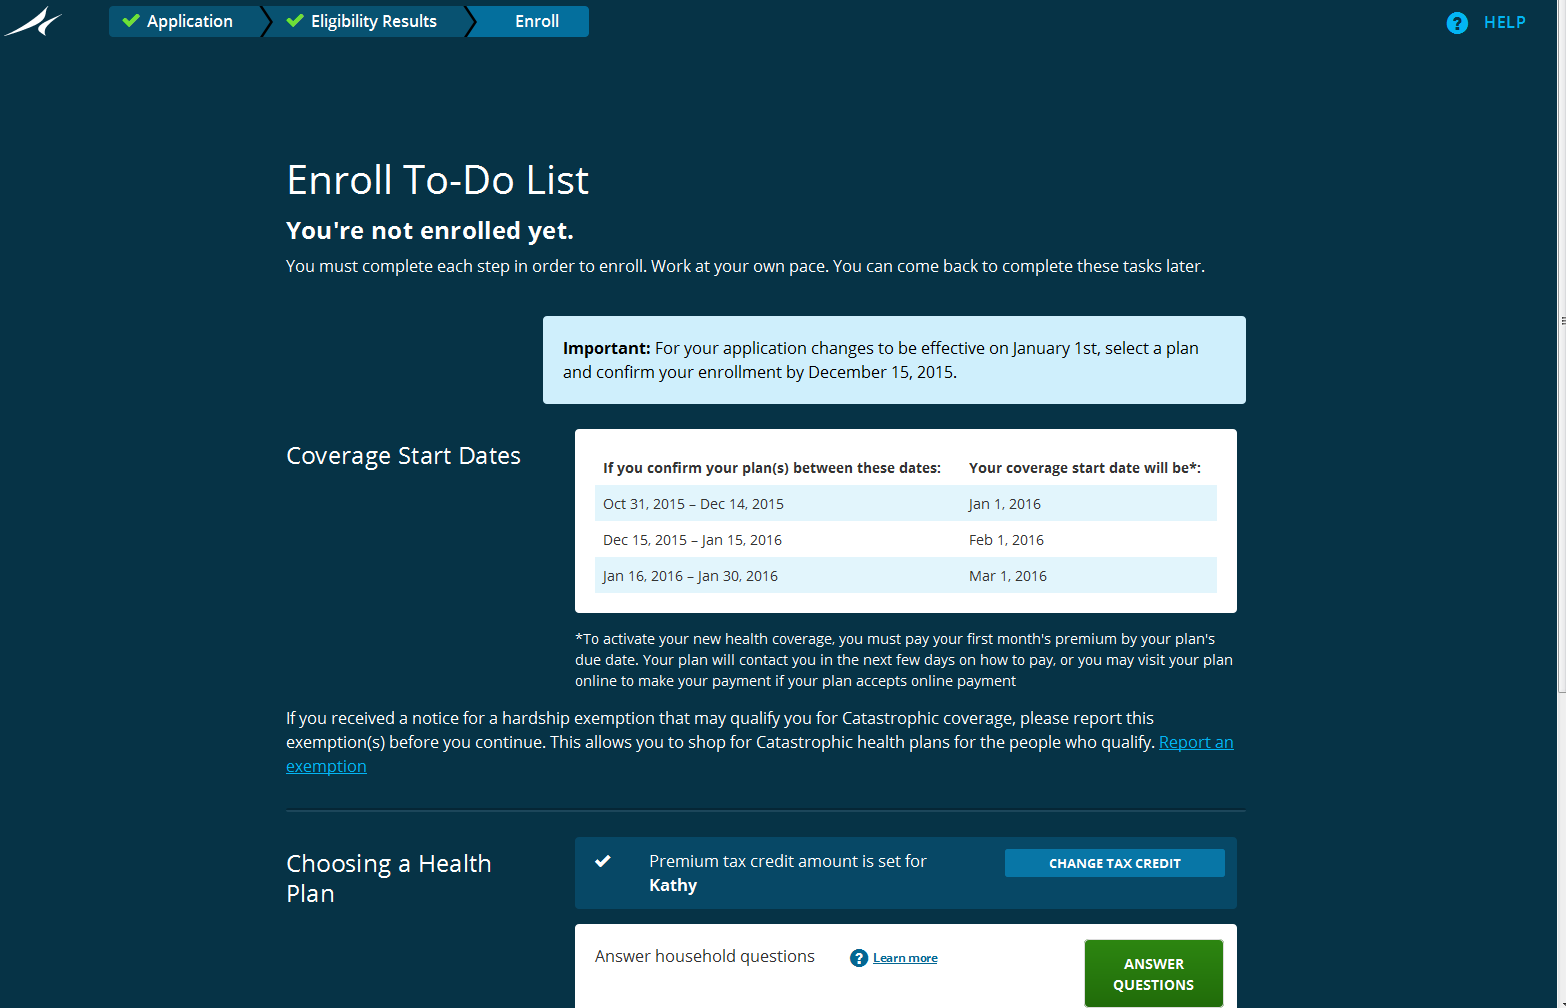 Application
Eligibility Results
Enroll
? HELP
Enroll To-Do List
You're not enrolled yet.
You must complete each step in order to enroll. Work at your own pace. You can come back to complete these tasks later.
Important: For your application changes to be effective on January 1st, select a plan
and confirm your enrollment by December 15, 2015.
Coverage Start Dates
If you confirm your plan(s) between these dates: Your coverage start date will be*:
Oct 31, 2015 – Dec 14, 2015 Jan 1, 2016
Dec 15, 2015 – Jan 15, 2016 Feb 1, 2016
Jan 16, 2016 – Jan 30, 2016 Mar 1, 2016
*To activate your new health coverage, you must pay your first month's premium by your plan's
due date. Your plan will contact you in the next few days on how to pay, or you may visit your plan
online to make your payment if your plan accepts online payment
If you received a notice for a hardship exemption that may qualify you for Catastrophic coverage, please report this
exemption(s) before you continue. This allows you to shop for Catastrophic health plans for the people who qualify. Report an
exemption
Choosing a Health
Plan
Premium tax credit amount is set for
Kathy
CHANGE TAX CREDIT
Answer household questions
? Learn more
ANSWER
QUESTIONS